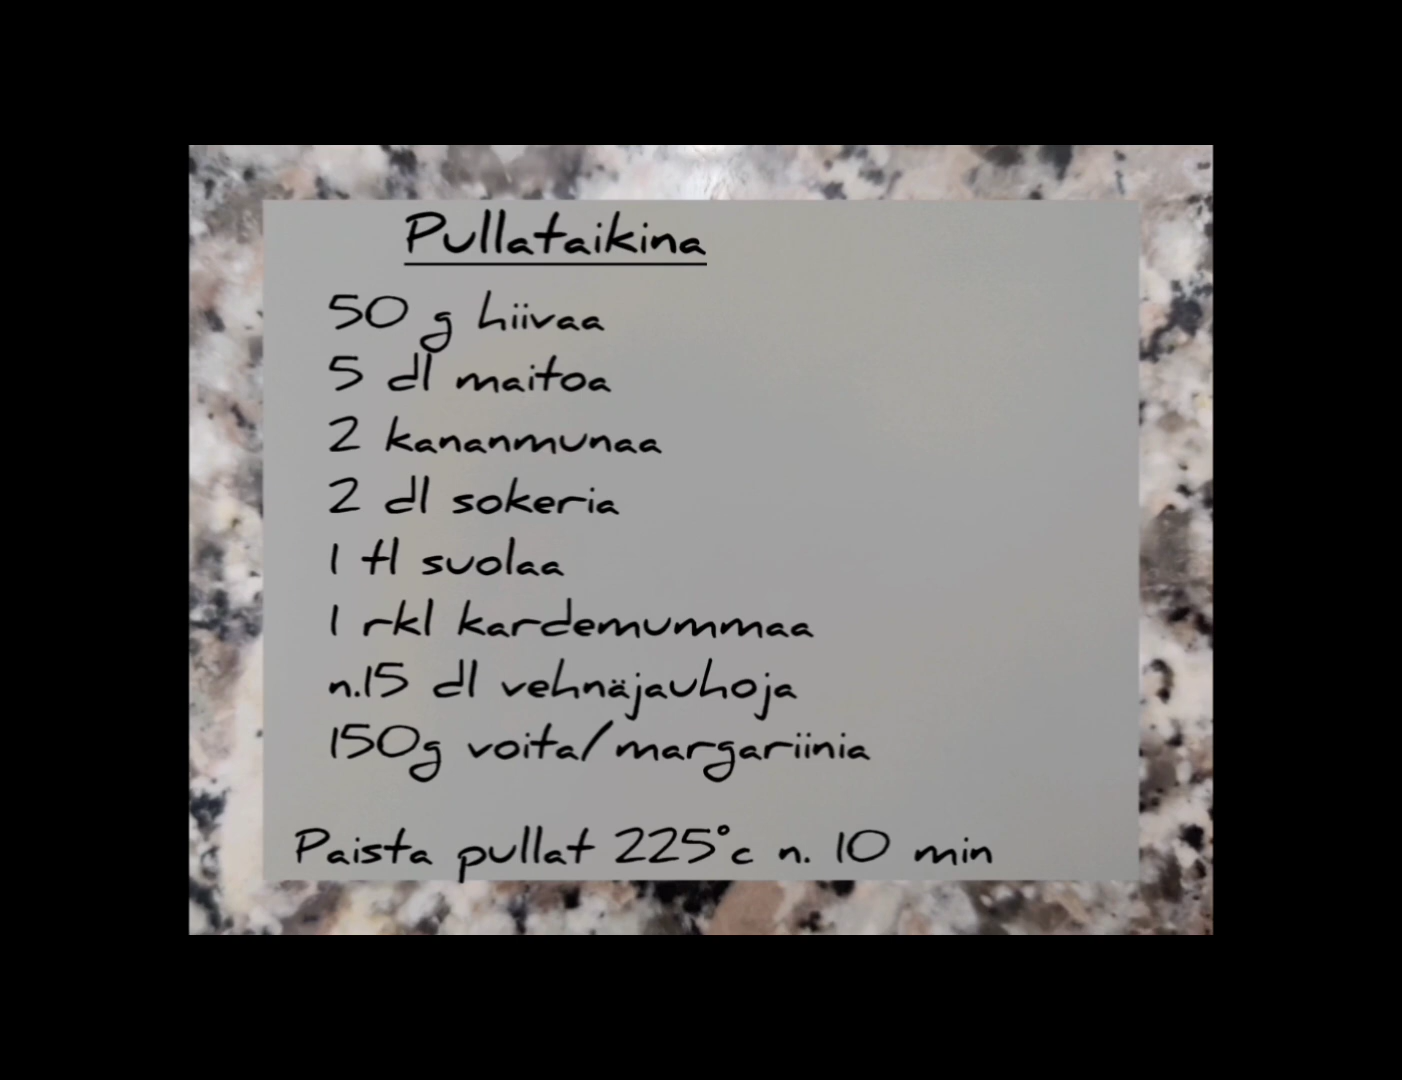 Pullataikina
50 g hiivaa
5 dl maitoa
2 kananmunaa
2 dl sokeria
1 tl suolaa
1 rkl kardemummaa
n.15 dl vehnäjauhoja
150g voita/margariinia
Paista pullat 225°c n. 10 min